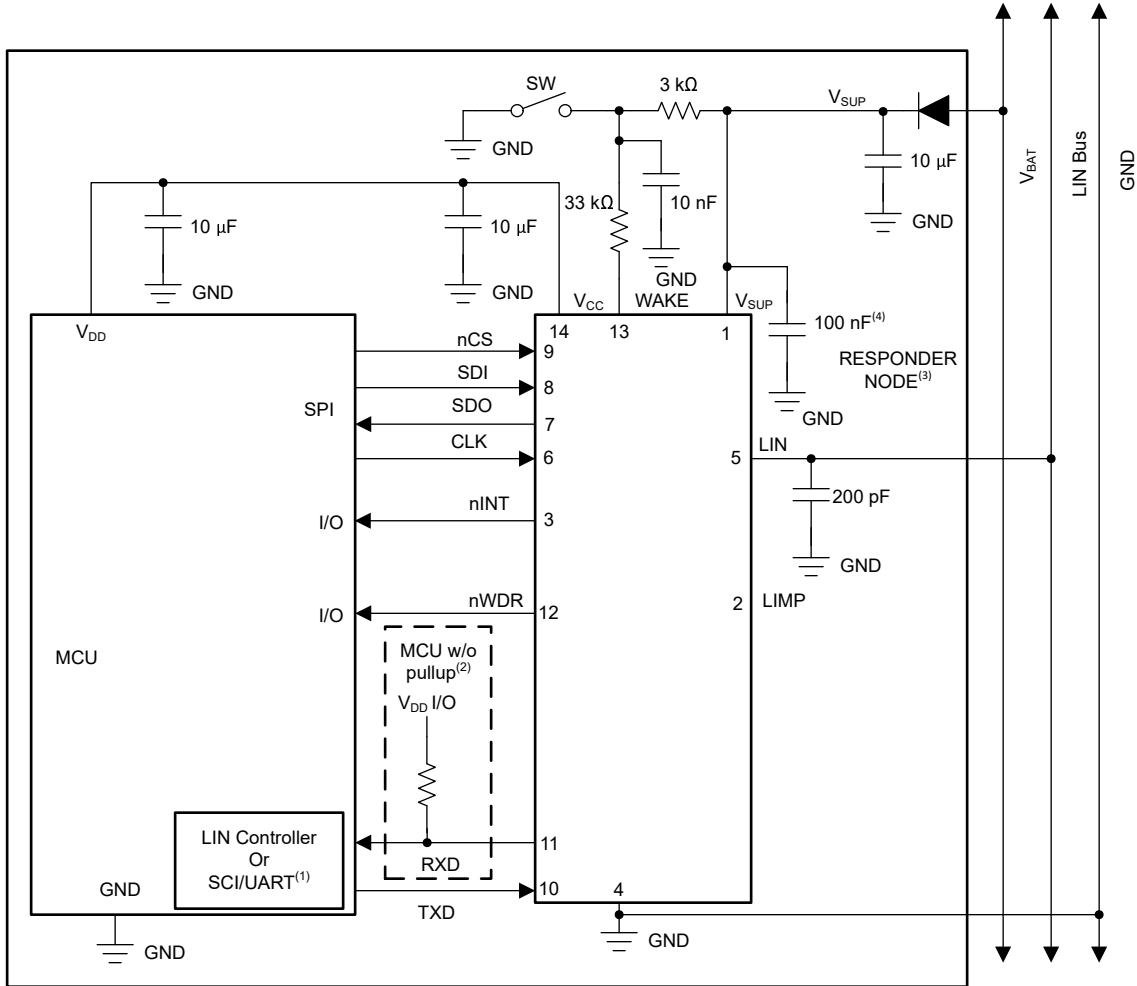 SW
3 kΩ
VSUP
GND
10 µF
GND
33 kΩ
10 nF
GND
10 µF
GND
10 µF
GND
VBAT
LIN Bus
GND
VDD
VCC
WAKE
VSUP
14
13
1
100 nF(4)
GND
RESPONDER
NODE(3)
SPI
nCS
9
SDI
8
SDO
7
CLK
6
5
LIN
200 pF
GND
I/O
nINT
3
I/O
nWDR
12
2
LIMP
MCU
MCU w/o
pullup(2)
VDD I/O
LIN Controller
Or
SCI/UART(1)
11
RXD
10
TXD
4
GND
GND
GND